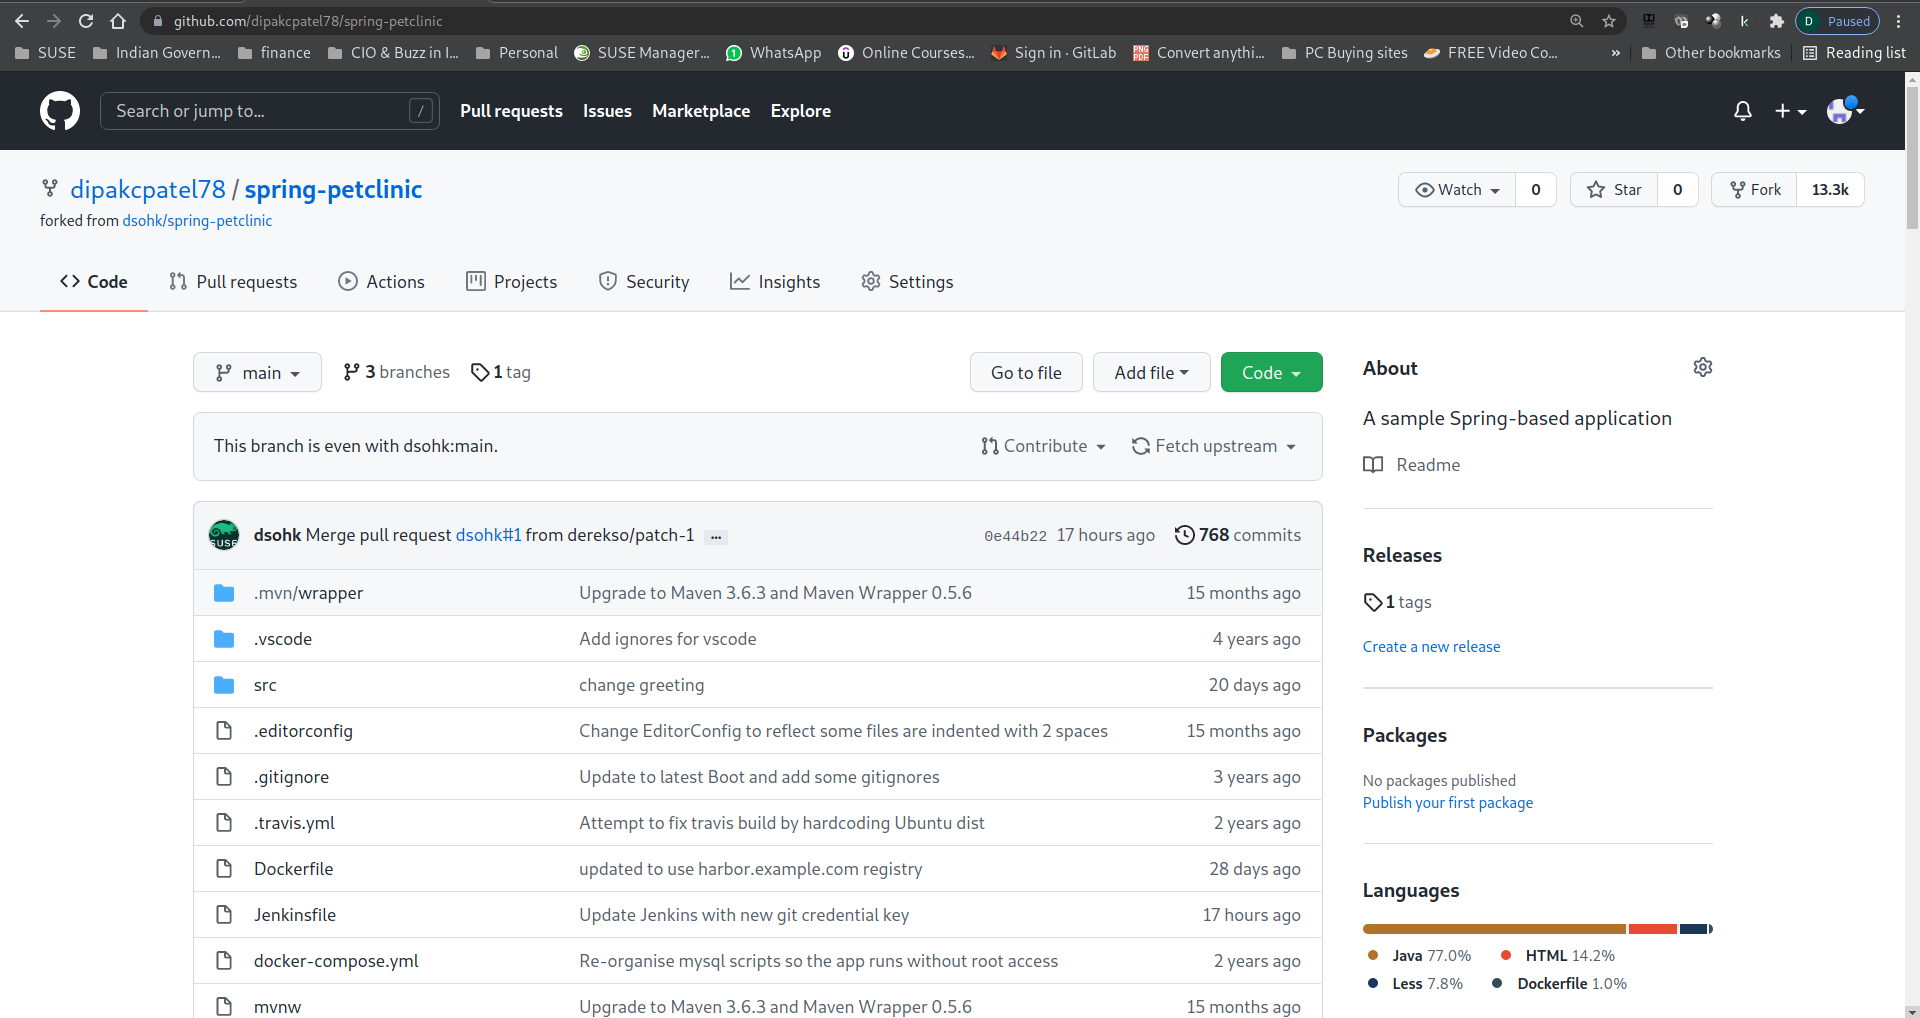 github.com/dipakcpatel78/spring-petclinic
D Paused
SUSE Indian Govern... finance CIO & Buzz in I... Personal SUSE Manager... WhatsApp Online Courses... Sign in · GitLab Convert anythi... PC Buying sites FREE Video Co... » Other bookmarks Reading list
Search or jump to... / Pull requests Issues Marketplace Explore
dipakcpatel78 / spring-petclinic
Watch 0 Star 0 Fork 13.3k
forked from dsohk/spring-petclinic
Code Pull requests Actions Projects Security Insights Settings
main 3 branches 1 tag Go to file Add file Code
This branch is even with dsohk:main. Contribute Fetch upstream
dsohk Merge pull request dsohk#1 from derekso/patch-1 ... 0e44b22 17 hours ago 768 commits
.mvn/wrapper Upgrade to Maven 3.6.3 and Maven Wrapper 0.5.6 15 months ago
.vscode Add ignores for vscode 4 years ago
src change greeting 20 days ago
.editorconfig Change EditorConfig to reflect some files are indented with 2 spaces 15 months ago
.gitignore Update to latest Boot and add some gitignores 3 years ago
.travis.yml Attempt to fix travis build by hardcoding Ubuntu dist 2 years ago
Dockerfile updated to use harbor.example.com registry 28 days ago
Jenkinsfile Update Jenkins with new git credential key 17 hours ago
docker-compose.yml Re-organise mysql scripts so the app runs without root access 2 years ago
mvnw Upgrade to Maven 3.6.3 and Maven Wrapper 0.5.6 15 months ago
About
A sample Spring-based application
Readme
Releases
1 tags
Create a new release
Packages
No packages published
Publish your first package
Languages
Java 77.0% HTML 14.2%
Less 7.8% Dockerfile 1.0%